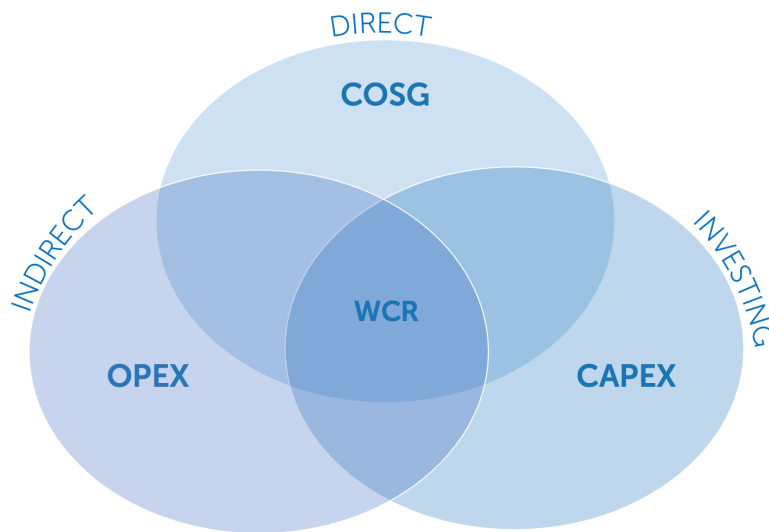 DIRECT
COSG
INDIRECT
INVESTING
WCR
OPEX
CAPEX